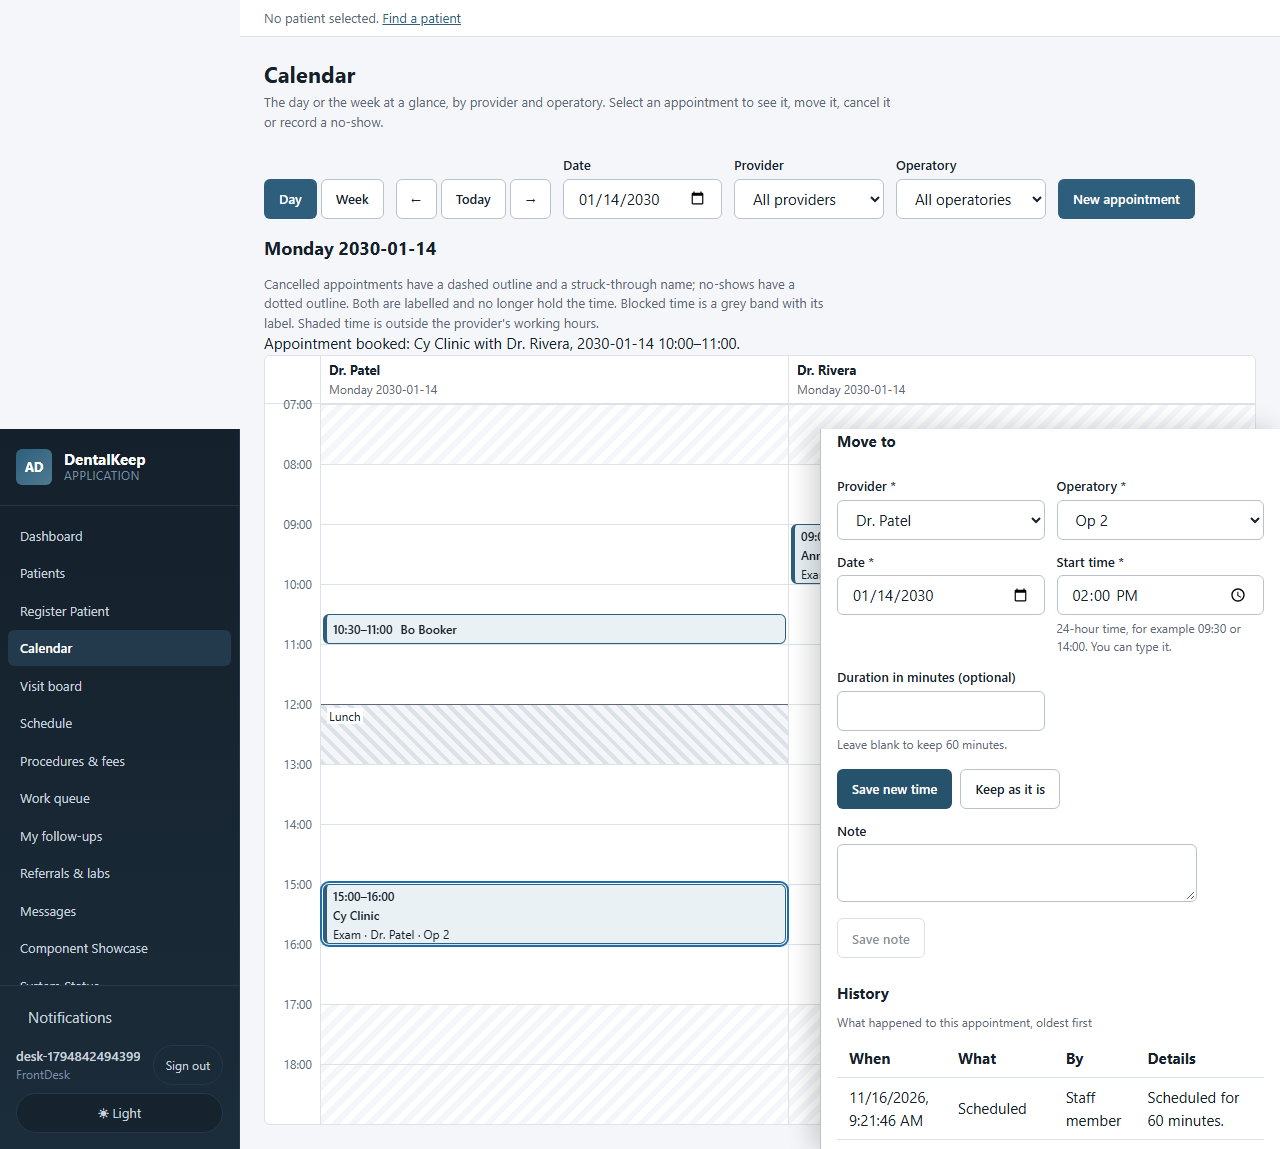 No patient selected. Find a patient
Calendar
The day or the week at a glance, by provider and operatory. Select an appointment to see it, move it, cancel it
or record a no-show.
Date
Provider
Operatory
Day
Week
←
Today
→
01/14/2030
All providers
All operatories
New appointment
Monday 2030-01-14
Cancelled appointments have a dashed outline and a struck-through name; no-shows have a
dotted outline. Both are labelled and no longer hold the time. Blocked time is a grey band with its
label. Shaded time is outside the provider's working hours.
Appointment booked: Cy Clinic with Dr. Rivera, 2030-01-14 10:00–11:00.
Dr. Patel
Monday 2030-01-14
Dr. Rivera
Monday 2030-01-14
07:00
08:00
09:00
10:00
11:00
12:00
13:00
14:00
15:00
16:00
17:00
18:00
10:30–11:00 Bo Booker
Lunch
15:00–16:00
Cy Clinic
Exam · Dr. Patel · Op 2
AD
DentalKeep
APPLICATION
Dashboard
Patients
Register Patient
Calendar
Visit board
Schedule
Procedures & fees
Work queue
My follow-ups
Referrals & labs
Messages
Component Showcase
Notifications
desk-1794842494399
FrontDesk
Sign out
☀ Light
Move to
Provider *
Operatory *
Dr. Patel
Op 2
Date *
Start time *
01/14/2030
02:00 PM
24-hour time, for example 09:30 or
14:00. You can type it.
Duration in minutes (optional)
Leave blank to keep 60 minutes.
Save new time
Keep as it is
Note
Save note
History
What happened to this appointment, oldest first
When What By Details
11/16/2026, 9:21:46 AM Scheduled Staff member Scheduled for 60 minutes.